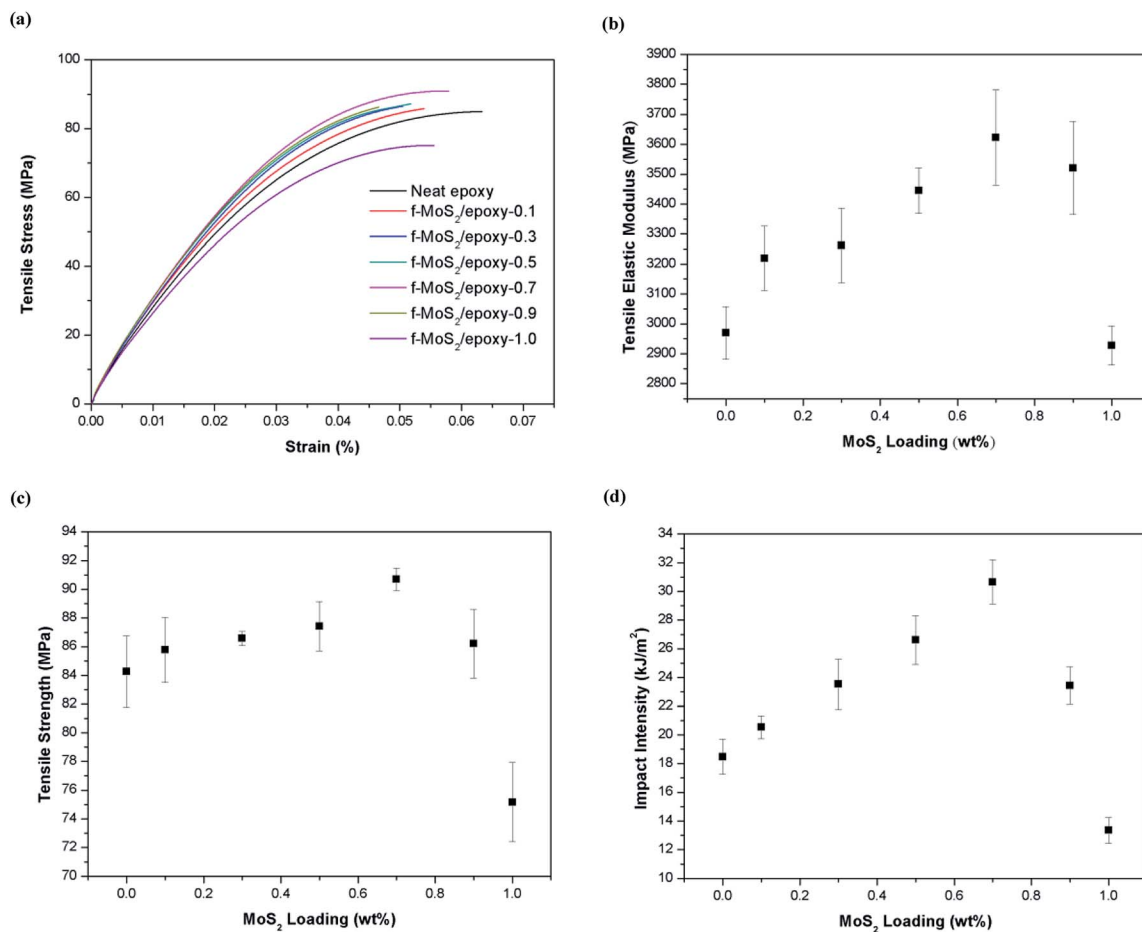 (a)
100
80
60
40
20
0
Tensile Stress (MPa)
Neat epoxy
f-MoS₂/epoxy-0.1
f-MoS₂/epoxy-0.3
f-MoS₂/epoxy-0.5
f-MoS₂/epoxy-0.7
f-MoS₂/epoxy-0.9
f-MoS₂/epoxy-1.0
0.00 0.01 0.02 0.03 0.04 0.05 0.06 0.07
Strain (%)
(b)
3900
3800
3700
3600
3500
3400
3300
3200
3100
3000
2900
2800
Tensile Elastic Modulus (MPa)
0.0 0.2 0.4 0.6 0.8 1.0
MoS₂ Loading (wt%)
(c)
94
92
90
88
86
84
82
80
78
76
74
72
70
Tensile Strength (MPa)
0.0 0.2 0.4 0.6 0.8 1.0
MoS₂ Loading (wt%)
(d)
34
32
30
28
26
24
22
20
18
16
14
12
10
Impact Intensity (kJ/m²)
0.0 0.2 0.4 0.6 0.8 1.0
MoS₂ Loading (wt%)